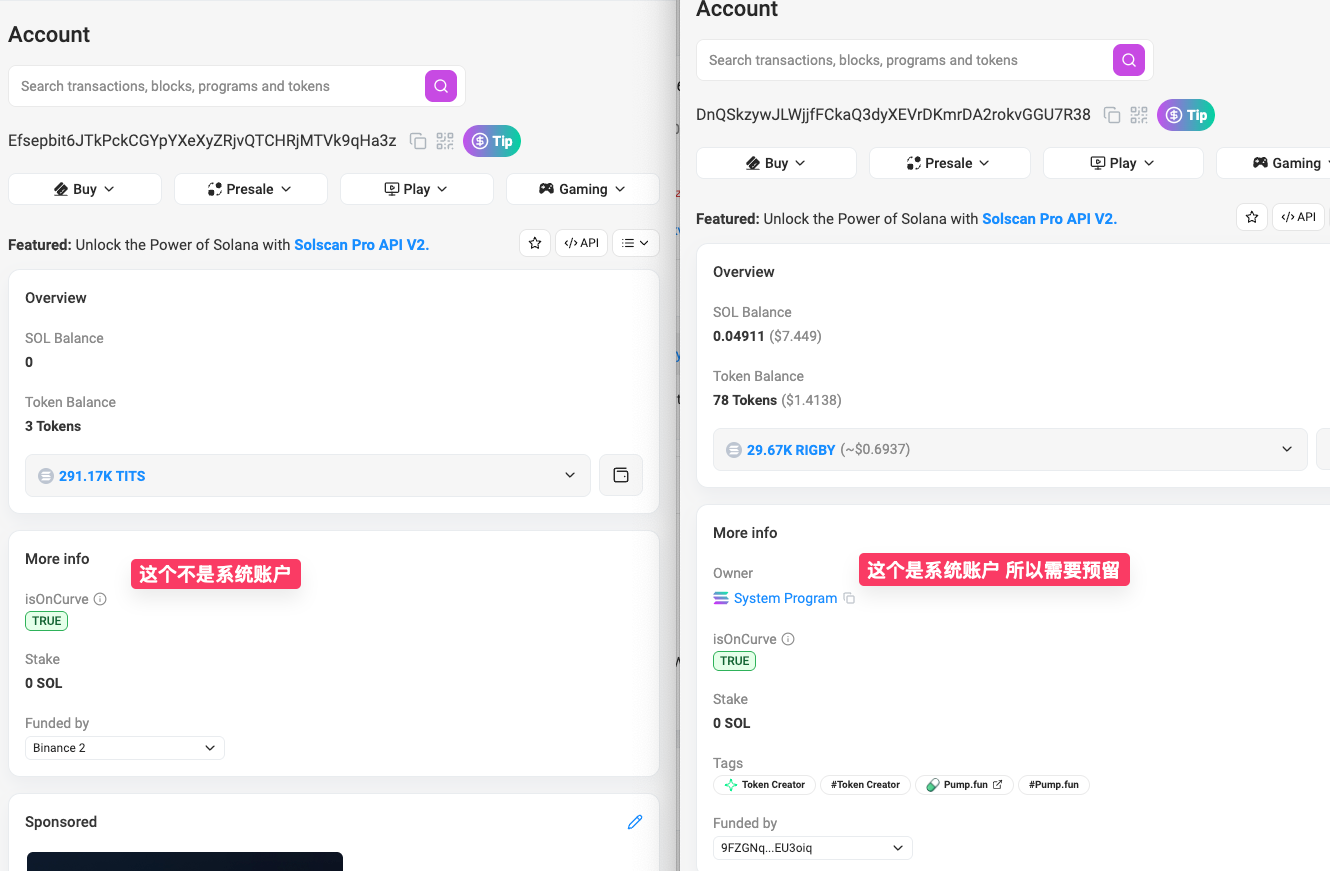 Account
Search transactions, blocks, programs and tokens
Efsepbit6JTkPckCGYpYXeXyZRjvQTCHRjMTVk9qHa3z
Tip
Buy
Presale
Play
Gaming
Featured: Unlock the Power of Solana with Solscan Pro API V2.
</> API
Overview
SOL Balance
0
Token Balance
3 Tokens
291.17K TITS
More info
这个不是系统账户
isOnCurve
TRUE
Stake
0 SOL
Funded by
Binance 2
Sponsored
Account
Search transactions, blocks, programs and tokens
DnQSkzywJLWjjfFCkaQ3dyXEVrDKmrDA2rokvGGU7R38
Tip
Buy
Presale
Play
Gaming
Featured: Unlock the Power of Solana with Solscan Pro API V2.
</> API
Overview
SOL Balance
0.04911 ($7.449)
Token Balance
78 Tokens ($1.4138)
29.67K RIGBY (~$0.6937)
More info
这个是系统账户 所以需要预留
Owner
System Program
isOnCurve
TRUE
Stake
0 SOL
Tags
Token Creator
#Token Creator
Pump.fun
#Pump.fun
Funded by
9FZGNq...EU3oiq